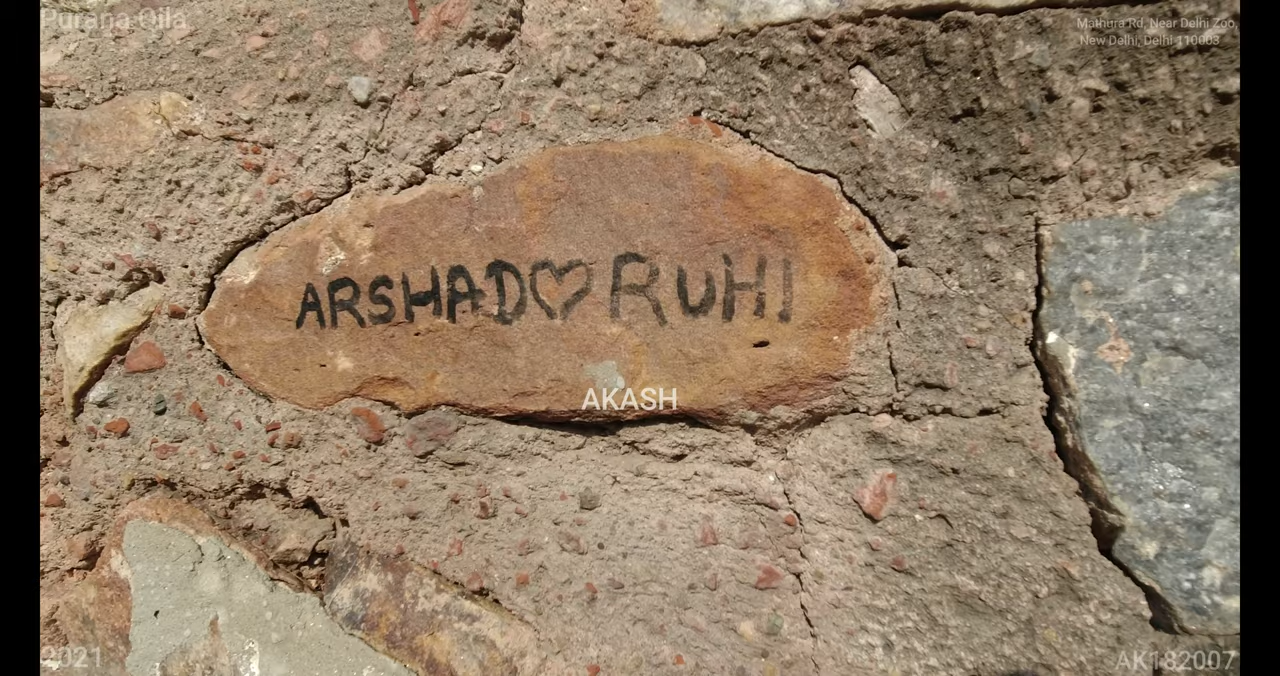 Purana Qila
Mathura Rd, Near Delhi Zoo,
New Delhi, Delhi 110003
ARSHAD♡RUHI
AKASH
2021
AK182007